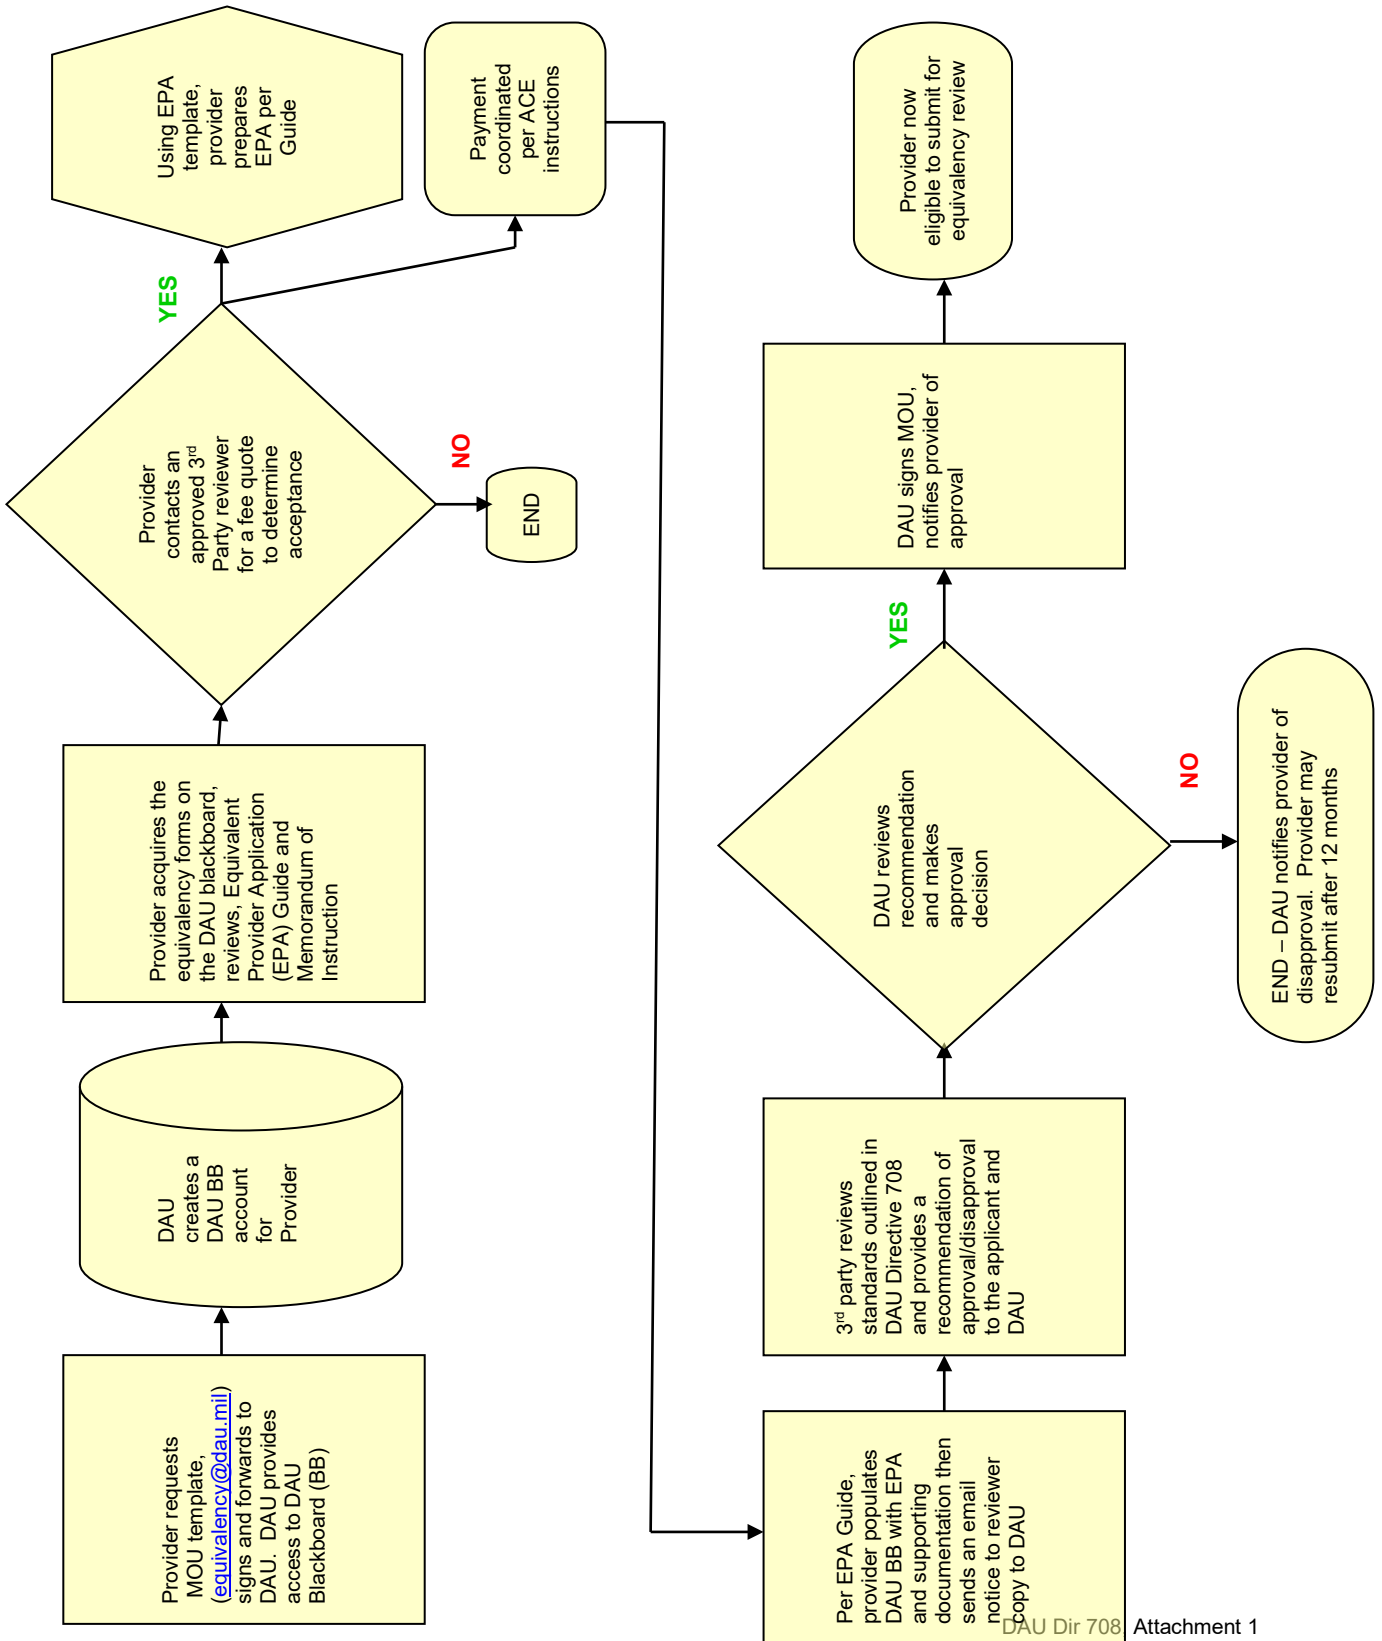 Provider requests
MOU template,
(equivalency@dau.mil)
signs and forwards to
DAU.  DAU provides
access to DAU
Blackboard (BB)
DAU
creates a
DAU BB
account
for
Provider
Provider acquires the
equivalency forms on
the DAU blackboard,
reviews, Equivalent
Provider Application
(EPA) Guide and
Memorandum of
Instruction
Provider
contacts an
approved 3rd
Party reviewer
for a fee quote
to determine
acceptance
YES
NO
END
Using EPA
template,
provider
prepares
EPA per
Guide
Payment
coordinated
per ACE
instructions
Per EPA Guide,
provider populates
DAU BB with EPA
and supporting
documentation then
sends an email
notice to reviewer
copy to DAU
3rd party reviews
standards outlined in
DAU Directive 708
and provides a
recommendation of
approval/disapproval
to the applicant and
DAU
DAU reviews
recommendation
and makes
approval
decision
YES
NO
DAU signs MOU,
notifies provider of
approval
Provider now
eligible to submit for
equivalency review
END – DAU notifies provider of
disapproval.  Provider may
resubmit after 12 months
DAU Dir 708, Attachment 1